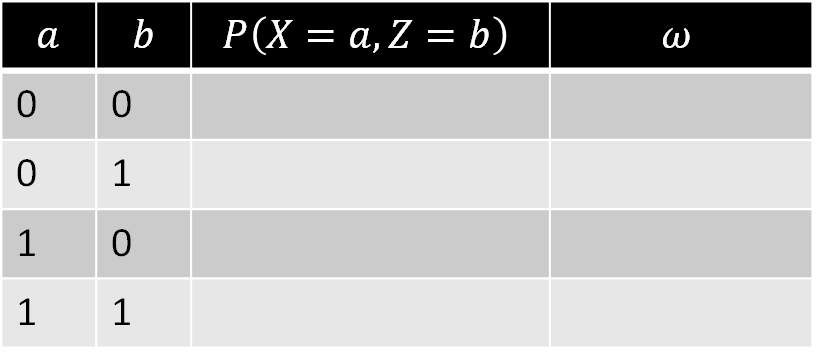 a b P(X = a, Z = b) ω
0 0
0 1
1 0
1 1